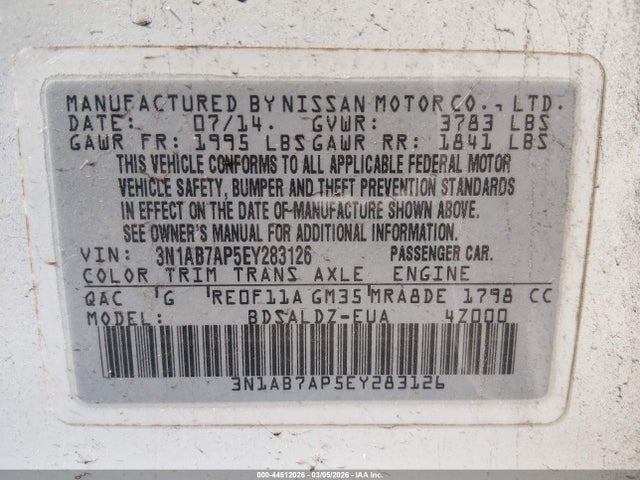 MANUFACTURED BY NISSAN MOTOR CO., LTD.
DATE: 07/14. GVWR: 3783 LBS
GAWR FR: 1995 LBS GAWR RR: 1841 LBS
THIS VEHICLE CONFORMS TO ALL APPLICABLE FEDERAL MOTOR
VEHICLE SAFETY, BUMPER AND THEFT PREVENTION STANDARDS
IN EFFECT ON THE DATE OF MANUFACTURE SHOWN ABOVE.
SEE OWNER'S MANUAL FOR ADDITIONAL INFORMATION.
VIN: 3N1AB7AP5EY283126 PASSENGER CAR.
COLOR TRIM TRANS AXLE ENGINE
QAC G RE0F11A GM35 MRA8DE 1798 CC
MODEL: BDSALDZ-EUA 4Z000
3N1AB7AP5EY283126
000-44512026 - 03/05/2026 - IAAI.COM